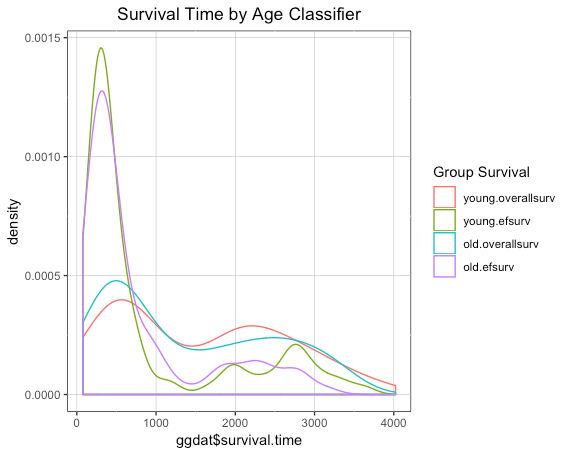 Survival Time by Age Classifier
0.0015
0.0010
0.0005
0.0000
density
0
1000
2000
3000
4000
ggdat$survival.time
Group Survival
young.overallsurv
young.efsurv
old.overallsurv
old.efsurv